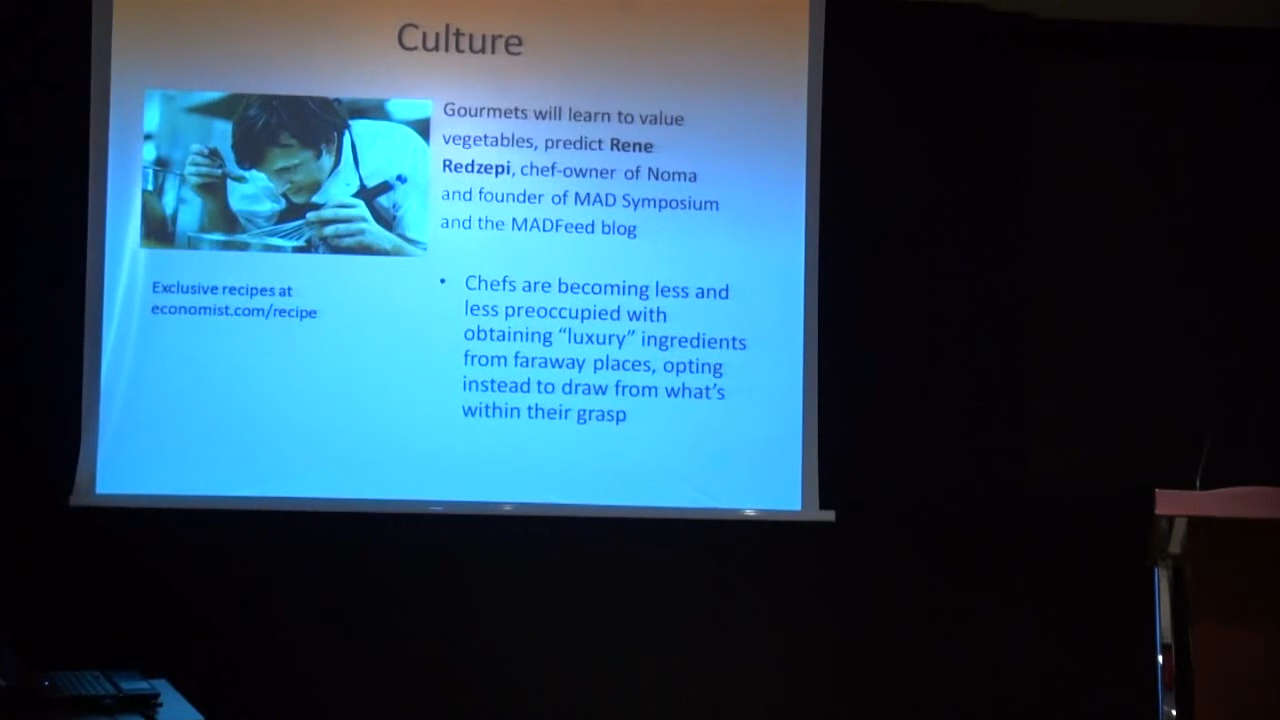 Culture
Gourmets will learn to value
vegetables, predict Rene
Redzepi, chef-owner of Noma
and founder of MAD Symposium
and the MADFeed blog
Exclusive recipes at
economist.com/recipe
• Chefs are becoming less and
less preoccupied with
obtaining “luxury” ingredients
from faraway places, opting
instead to draw from what’s
within their grasp